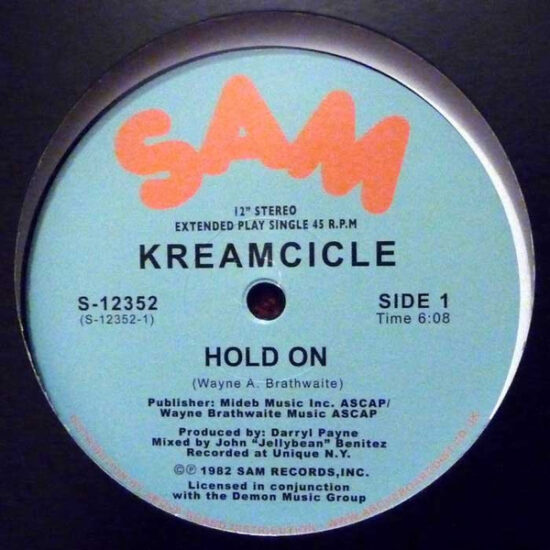 SAM
12" STEREO
EXTENDED PLAY SINGLE 45 R.P.M
KREAMCICLE
S-12352
(S-12352-1)
SIDE 1
Time 6:08
HOLD ON
(Wayne A. Brathwaite)
Publisher: Mideb Music Inc. ASCAP/
Wayne Brathwaite Music ASCAP
Produced by: Darryl Payne
Mixed by John "Jellybean" Benitez
Recorded at Unique N.Y.
©℗ 1982 SAM RECORDS,INC.
Licensed in conjunction
with the Demon Music Group